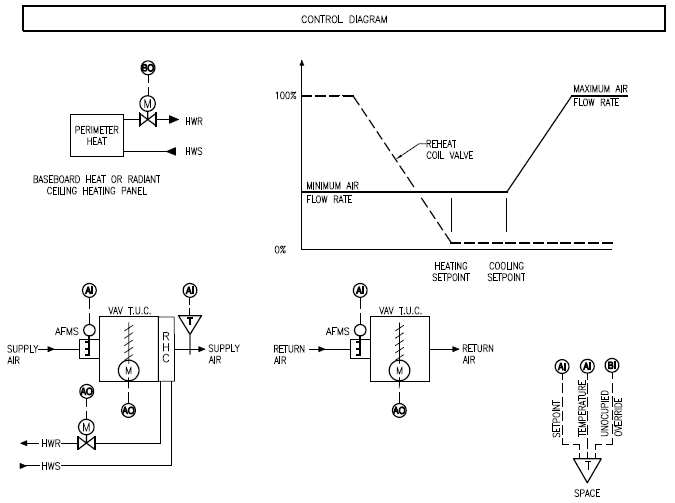 CONTROL DIAGRAM
BO
M
HWR
PERIMETER
HEAT
HWS
BASEBOARD HEAT OR RADIANT
CEILING HEATING PANEL
100%
MAXIMUM AIR
FLOW RATE
REHEAT
COIL VALVE
MINIMUM AIR
FLOW RATE
0%
HEATING
SETPOINT
COOLING
SETPOINT
AI
AI
VAV T.U.C.
AFMS
T
SUPPLY
AIR
RHC
SUPPLY
AIR
M
AO
AO
M
HWR
HWS
AI
VAV T.U.C.
AFMS
RETURN
AIR
RETURN
AIR
M
AO
AI
AI
BI
SETPOINT
TEMPERATURE
UNOCCUPIED
OVERRIDE
T
SPACE